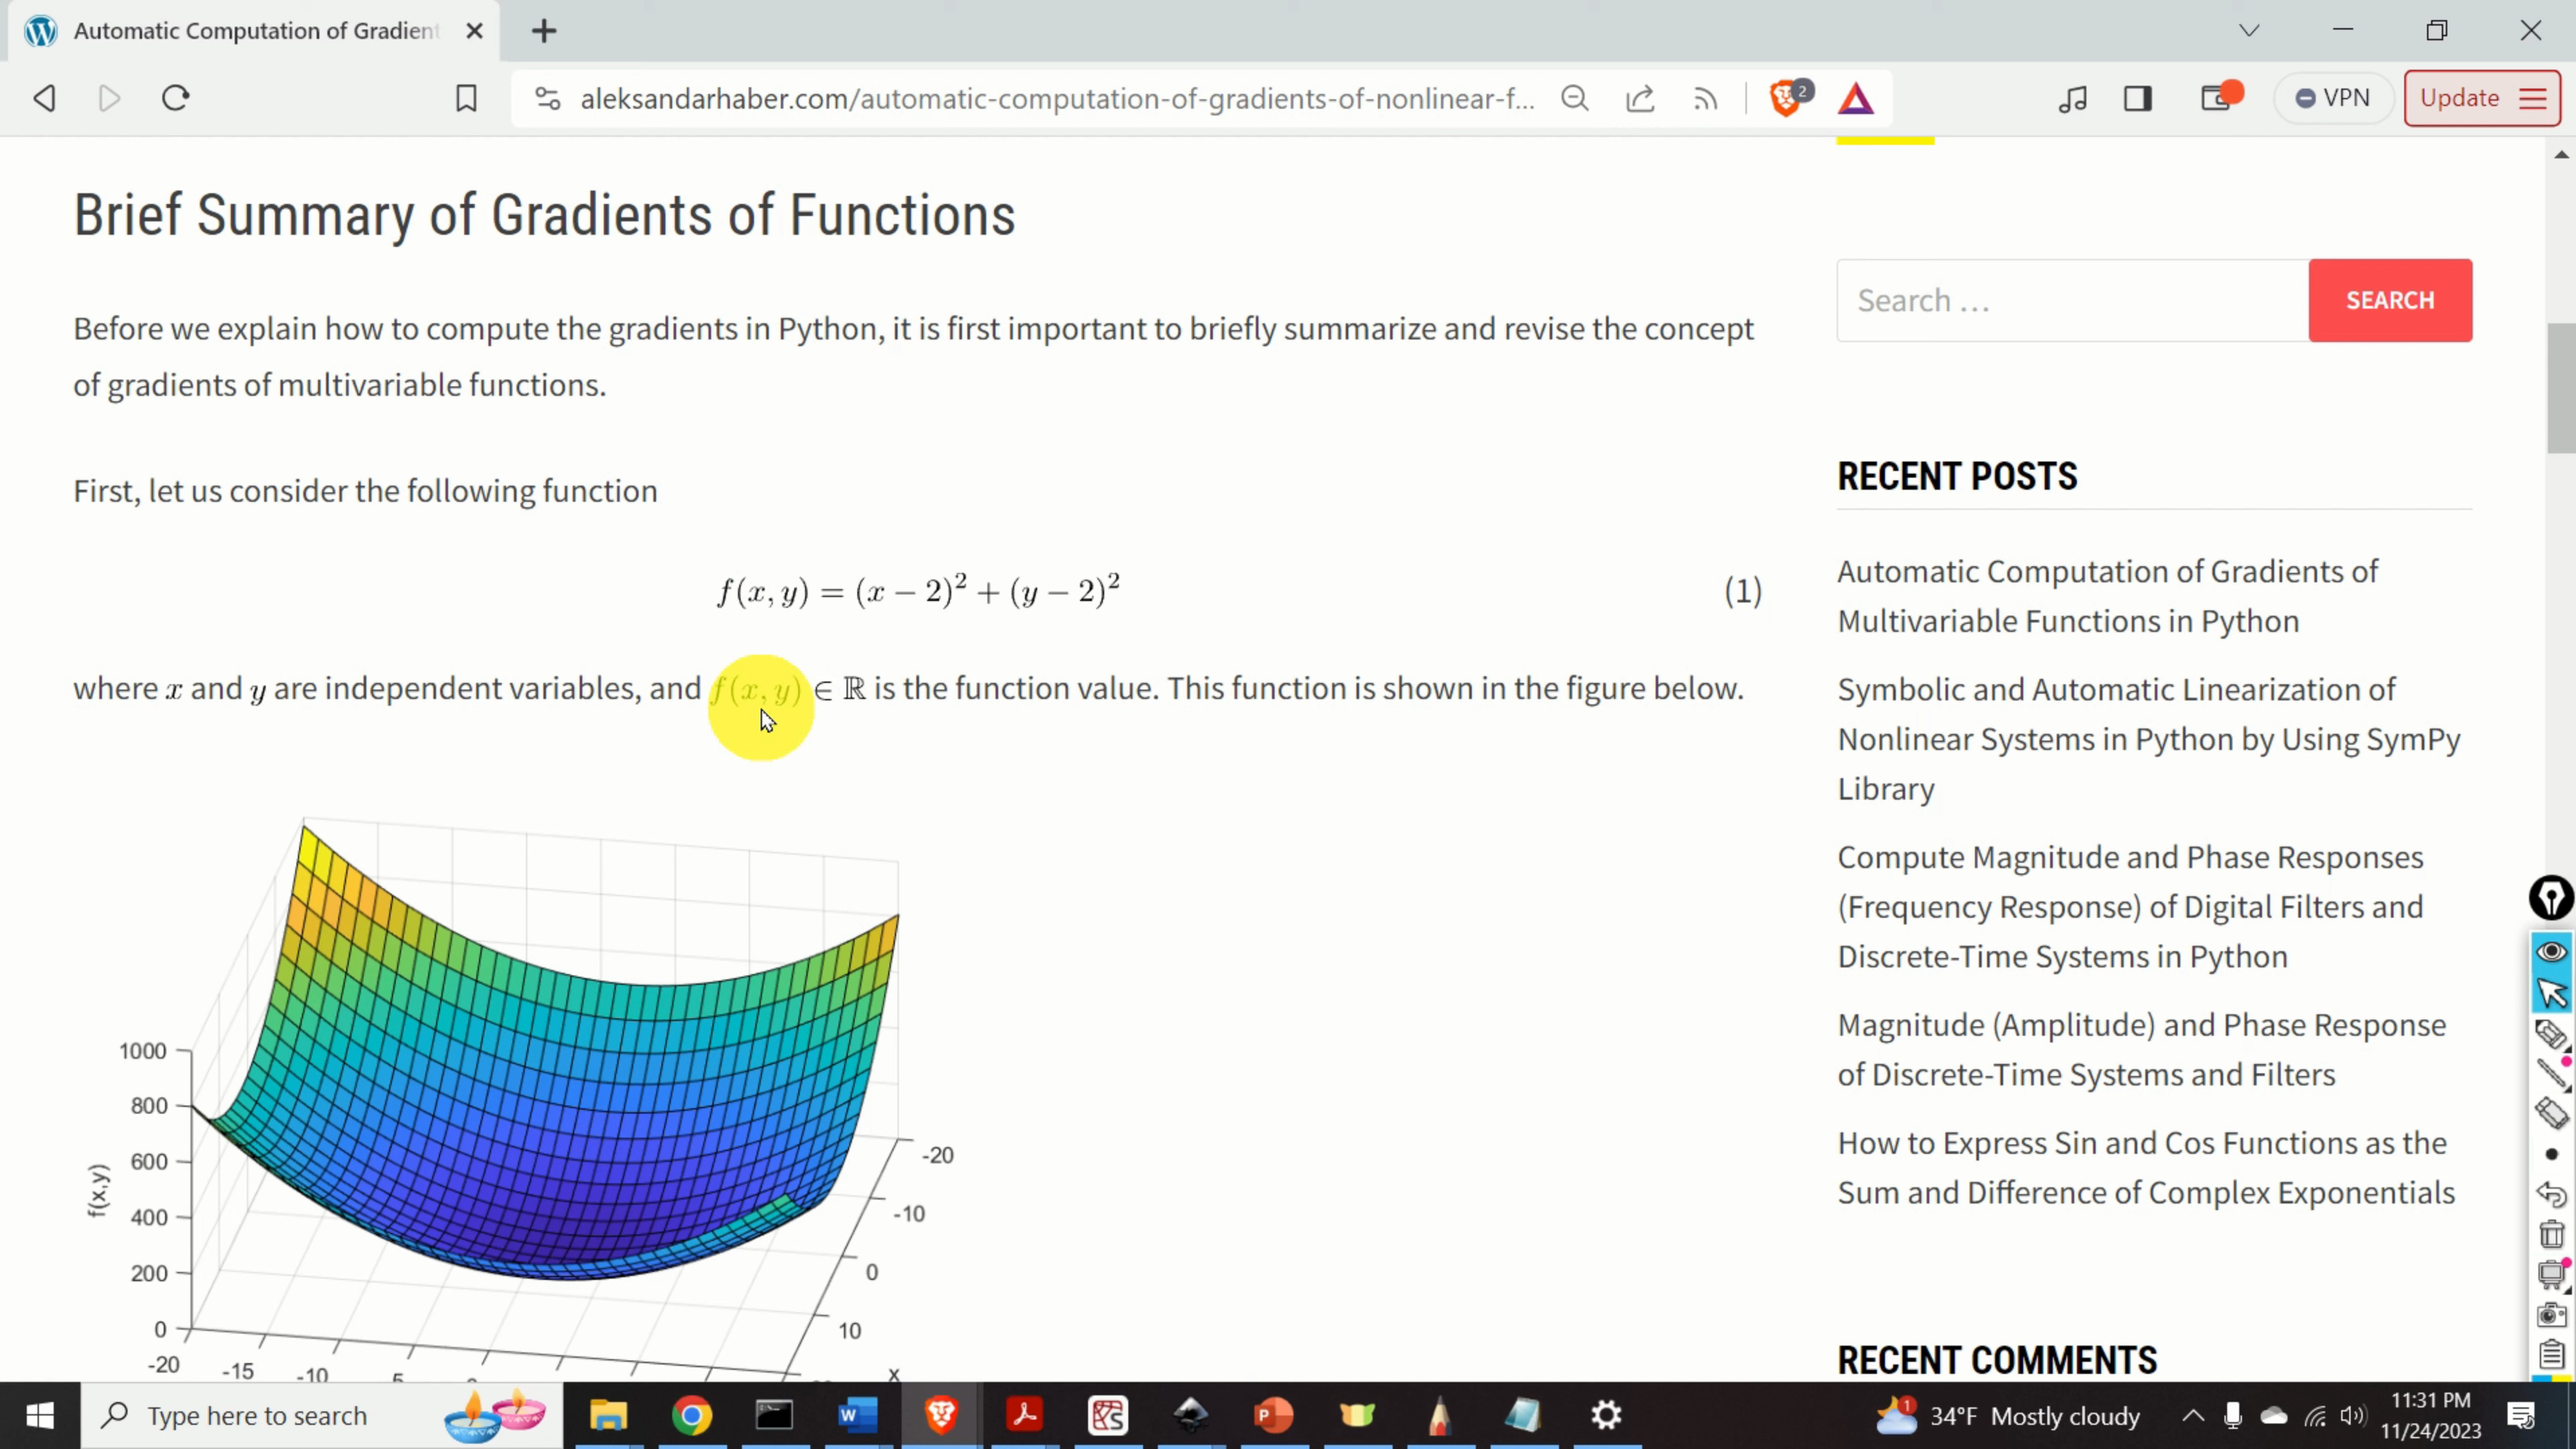 Automatic Computation of Gradient
aleksandarhaber.com/automatic-computation-of-gradients-of-nonlinear-f...
2
VPN
Update
Brief Summary of Gradients of Functions
Before we explain how to compute the gradients in Python, it is first important to briefly summarize and revise the concept
of gradients of multivariable functions.
First, let us consider the following function
f(x, y) = (x − 2)² + (y − 2)² (1)
where x and y are independent variables, and f(x, y) ∈ ℝ is the function value. This function is shown in the figure below.
1000
800
600
400
200
0
f(x,y)
-20
-15
-10
-20
-10
0
10
x
Search ...
SEARCH
RECENT POSTS
Automatic Computation of Gradients of
Multivariable Functions in Python
Symbolic and Automatic Linearization of
Nonlinear Systems in Python by Using SymPy
Library
Compute Magnitude and Phase Responses
(Frequency Response) of Digital Filters and
Discrete-Time Systems in Python
Magnitude (Amplitude) and Phase Response
of Discrete-Time Systems and Filters
How to Express Sin and Cos Functions as the
Sum and Difference of Complex Exponentials
RECENT COMMENTS
Type here to search
1
34°F Mostly cloudy
11:31 PM
11/24/2023